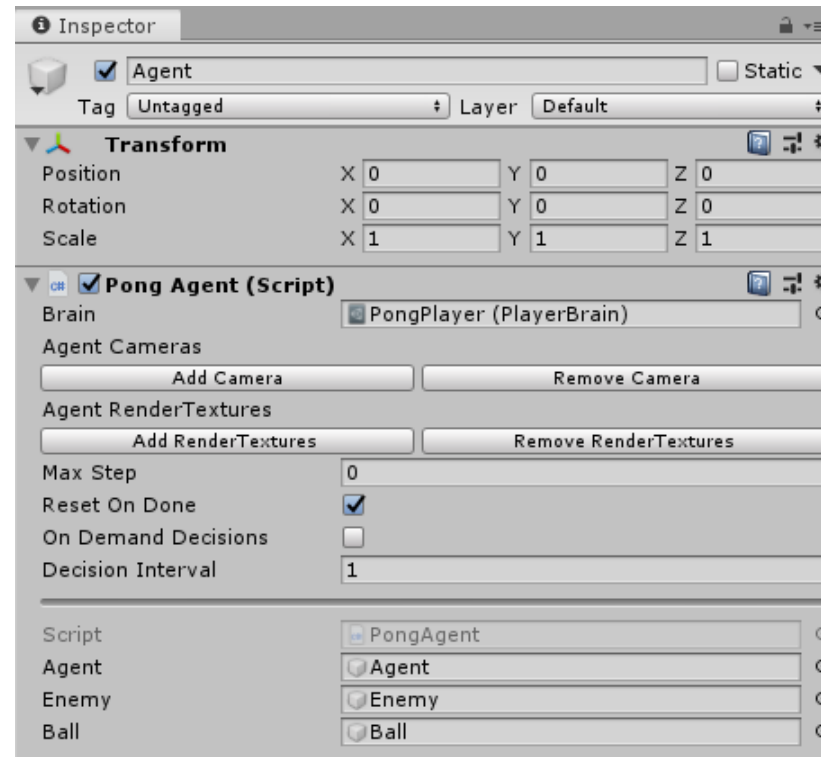 Inspector
Agent Static
Tag Untagged Layer Default
Transform
Position X 0 Y 0 Z 0
Rotation X 0 Y 0 Z 0
Scale X 1 Y 1 Z 1
c# Pong Agent (Script)
Brain PongPlayer (PlayerBrain)
Agent Cameras
Add Camera Remove Camera
Agent RenderTextures
Add RenderTextures Remove RenderTextures
Max Step 0
Reset On Done
On Demand Decisions
Decision Interval 1
Script PongAgent
Agent Agent
Enemy Enemy
Ball Ball